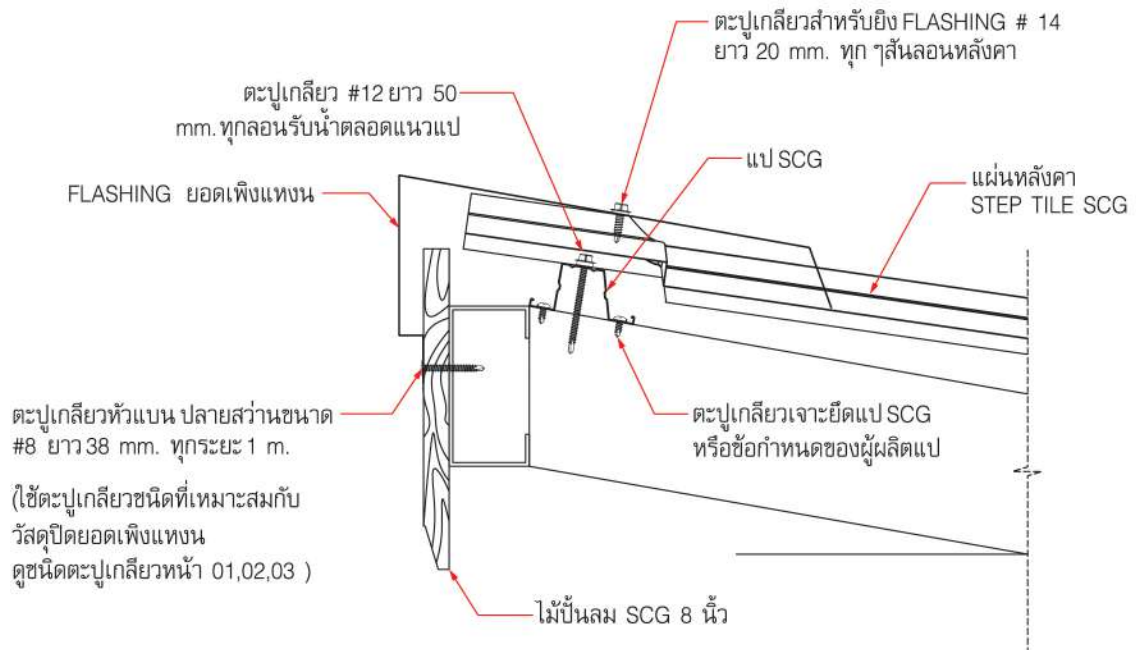 ตะปูเกลียวสำหรับยิง FLASHING # 14
ยาว 20 mm. ทุก ๆสันลอนหลังคา
ตะปูเกลียว #12 ยาว 50
mm. ทุกลอนรับน้ำตลอดแนวแป
แป SCG
FLASHING ยอดเพิงแหงน
แผ่นหลังคา
STEP TILE SCG
ตะปูเกลียวหัวแบน ปลายสว่านขนาด
#8 ยาว 38 mm. ทุกระยะ 1 m.
(ใช้ตะปูเกลียวชนิดที่เหมาะสมกับ
วัสดุปิดยอดเพิงแหงน
ดูชนิดตะปูเกลียวหน้า 01,02,03 )
ตะปูเกลียวเจาะยึดแป SCG
หรือข้อกำหนดของผู้ผลิตแป
ไม้ปั้นลม SCG 8 นิ้ว